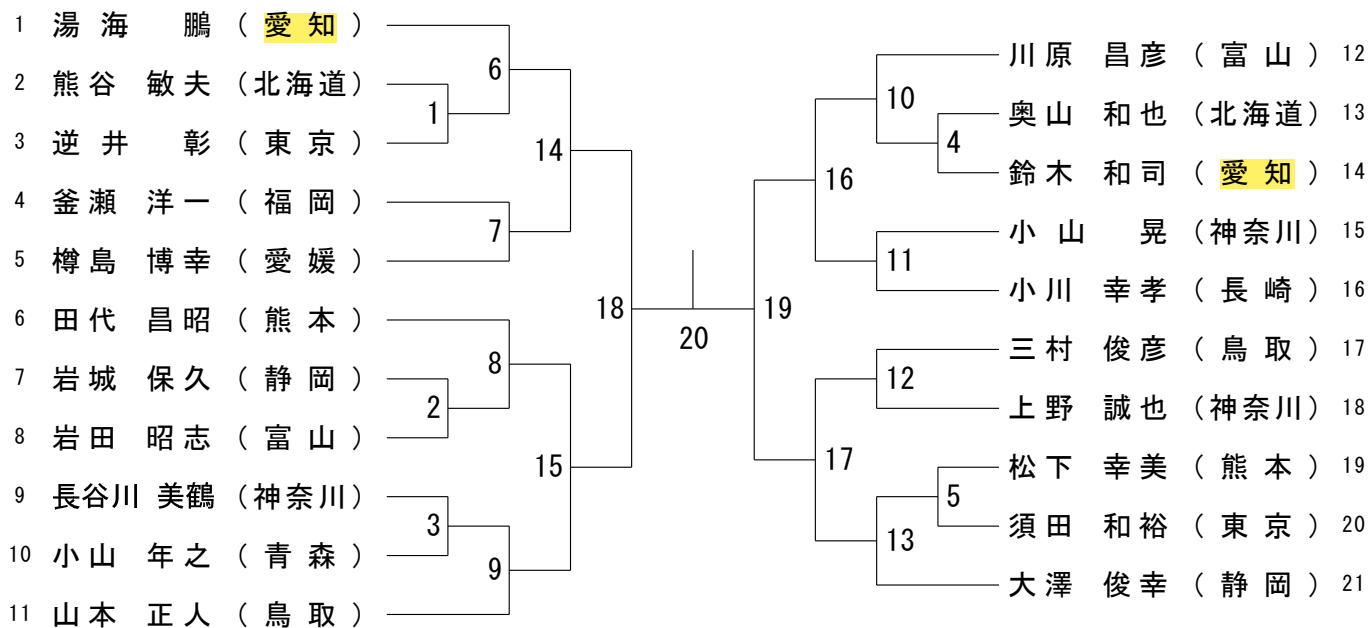 1 湯海 鵬 (愛知)
2 熊谷 敏夫 (北海道)
3 逆井 彰 (東京)
4 釜瀬 洋一 (福岡)
5 樽島 博幸 (愛媛)
6 田代 昌昭 (熊本)
7 岩城 保久 (静岡)
8 岩田 昭志 (富山)
9 長谷川 美鶴 (神奈川)
10 小山 年之 (青森)
11 山本 正人 (鳥取)
1
2
3
6
7
8
9
14
15
18
20
19
16
17
10
11
12
13
4
5
川原 昌彦 (富山) 12
奥山 和也 (北海道) 13
鈴木 和司 (愛知) 14
小山 晃 (神奈川) 15
小川 幸孝 (長崎) 16
三村 俊彦 (鳥取) 17
上野 誠也 (神奈川) 18
松下 幸美 (熊本) 19
須田 和裕 (東京) 20
大澤 俊幸 (静岡) 21